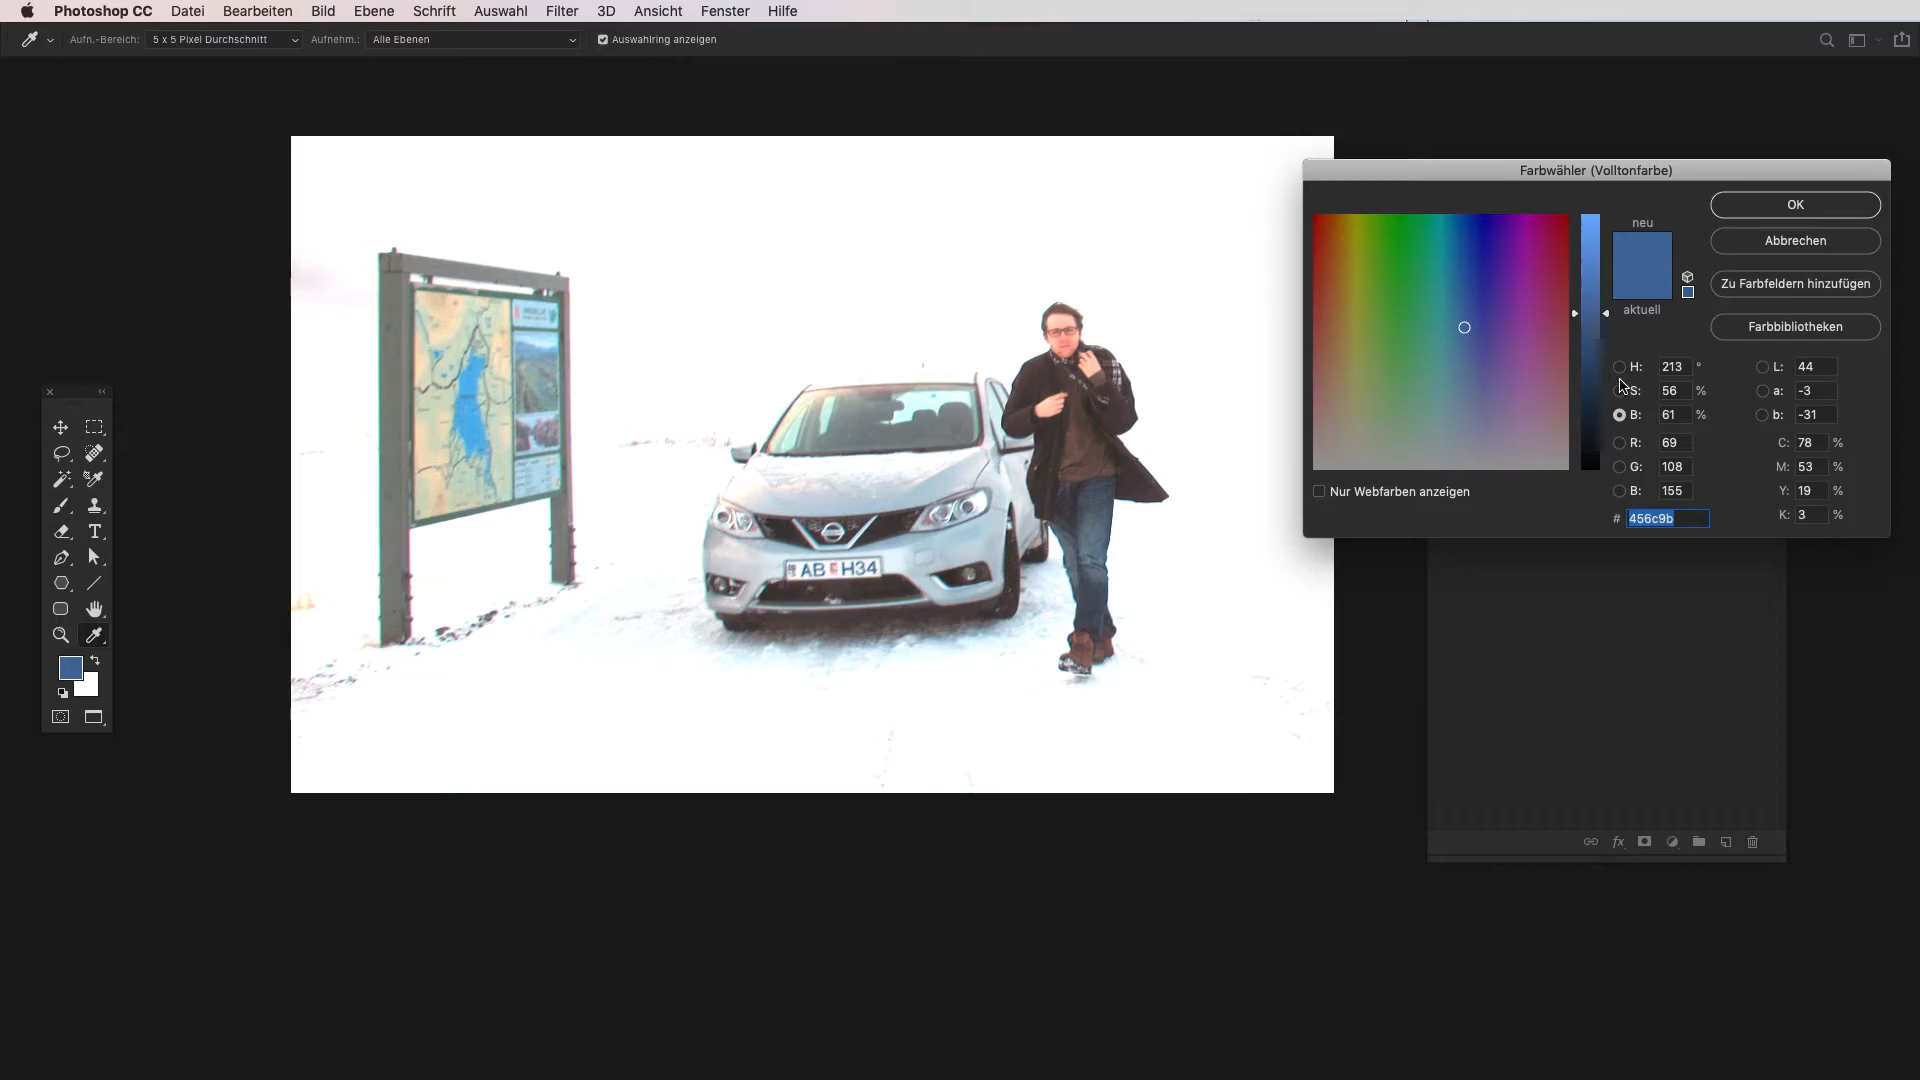 Photoshop CC Datei Bearbeiten Bild Ebene Schrift Auswahl Filter 3D Ansicht Fenster Hilfe
Aufn.-Bereich: 5 x 5 Pixel Durchschnitt Aufnehm.: Alle Ebenen Auswahlring anzeigen
Farbwähler (Volltonfarbe)
neu
aktuell
OK
Abbrechen
Zu Farbfeldern hinzufügen
Farbbibliotheken
H: 213 °
S: 56 %
B: 61 %
R: 69
G: 108
B: 155
# 456c9b
L: 44
a: -3
b: -31
C: 78 %
M: 53 %
Y: 19 %
K: 3 %
Nur Webfarben anzeigen
AB H34
fx